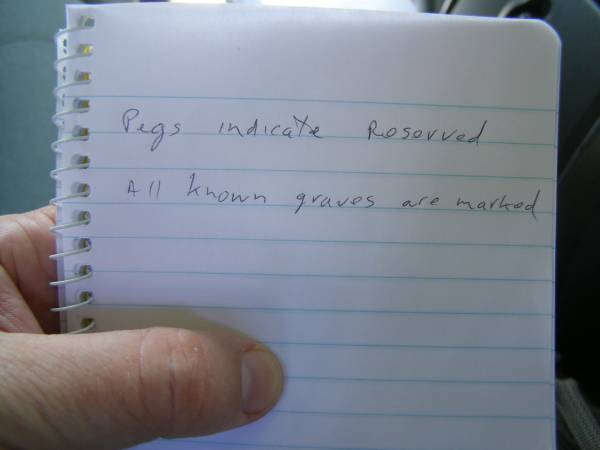 Pegs indicate Reserved
All known graves are marked